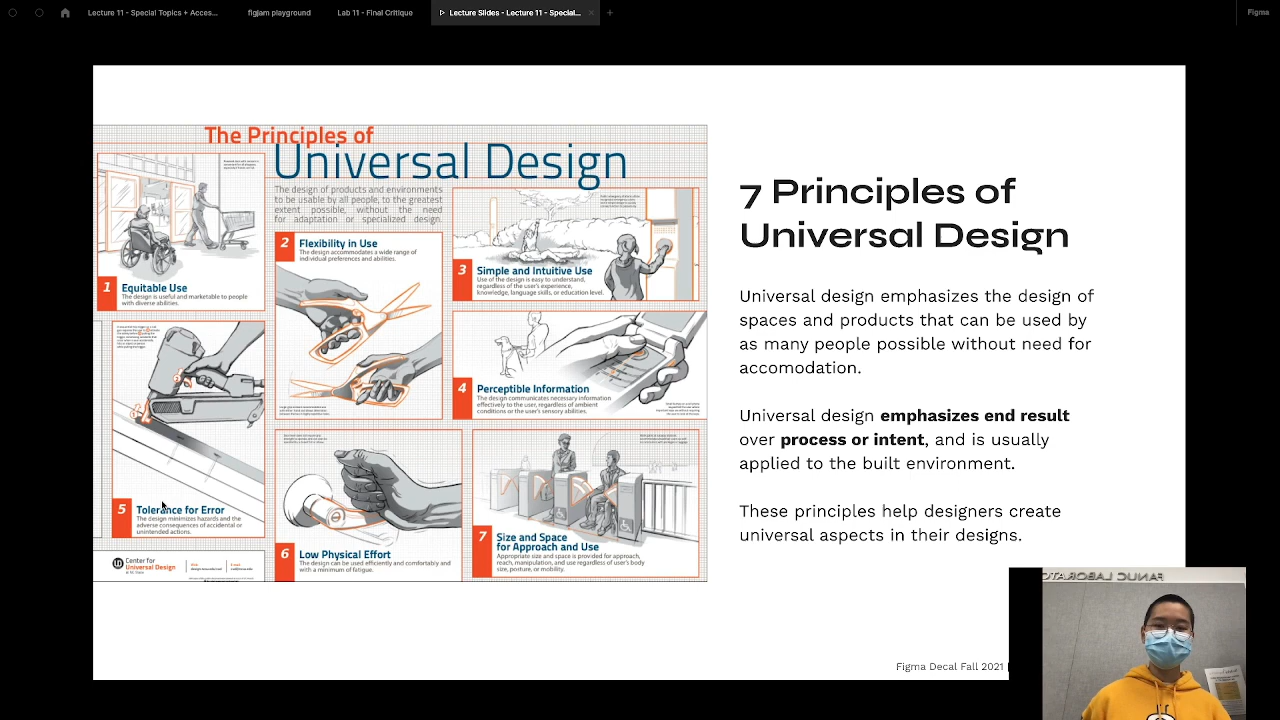 Lecture 11 - Special Topics + Acces...
figjam playground
Lab 11 - Final Critique
Lecture Slides - Lecture 11 - Special...
Figma
The Principles of
Universal Design
The design of products and environments
to be usable by all people, to the greatest
extent possible, without the need
for adaptation or specialized design.
1 Equitable Use
The design is useful and marketable to people
with diverse abilities.
2 Flexibility in Use
The design accommodates a wide range of
individual preferences and abilities.
3 Simple and Intuitive Use
Use of the design is easy to understand,
regardless of the user's experience,
knowledge, language skills, or education level.
4 Perceptible Information
The design communicates necessary information
effectively to the user, regardless of ambient
conditions or the user's sensory abilities.
5 Tolerance for Error
The design minimizes hazards and the
adverse consequences of accidental or
unintended actions.
6 Low Physical Effort
The design can be used efficiently and comfortably and
with a minimum of fatigue.
7 Size and Space
for Approach and Use
Appropriate size and space is provided for approach,
reach, manipulation, and use regardless of user's body
size, posture, or mobility.
Center for
Universal Design
7 Principles of
Universal Design
Universal design emphasizes the design of
spaces and products that can be used by
as many people possible without need for
accomodation.
Universal design emphasizes end result
over process or intent, and is usually
applied to the built environment.
These principles help designers create
universal aspects in their designs.
Figma Decal Fall 2021
FANUC LABORATO